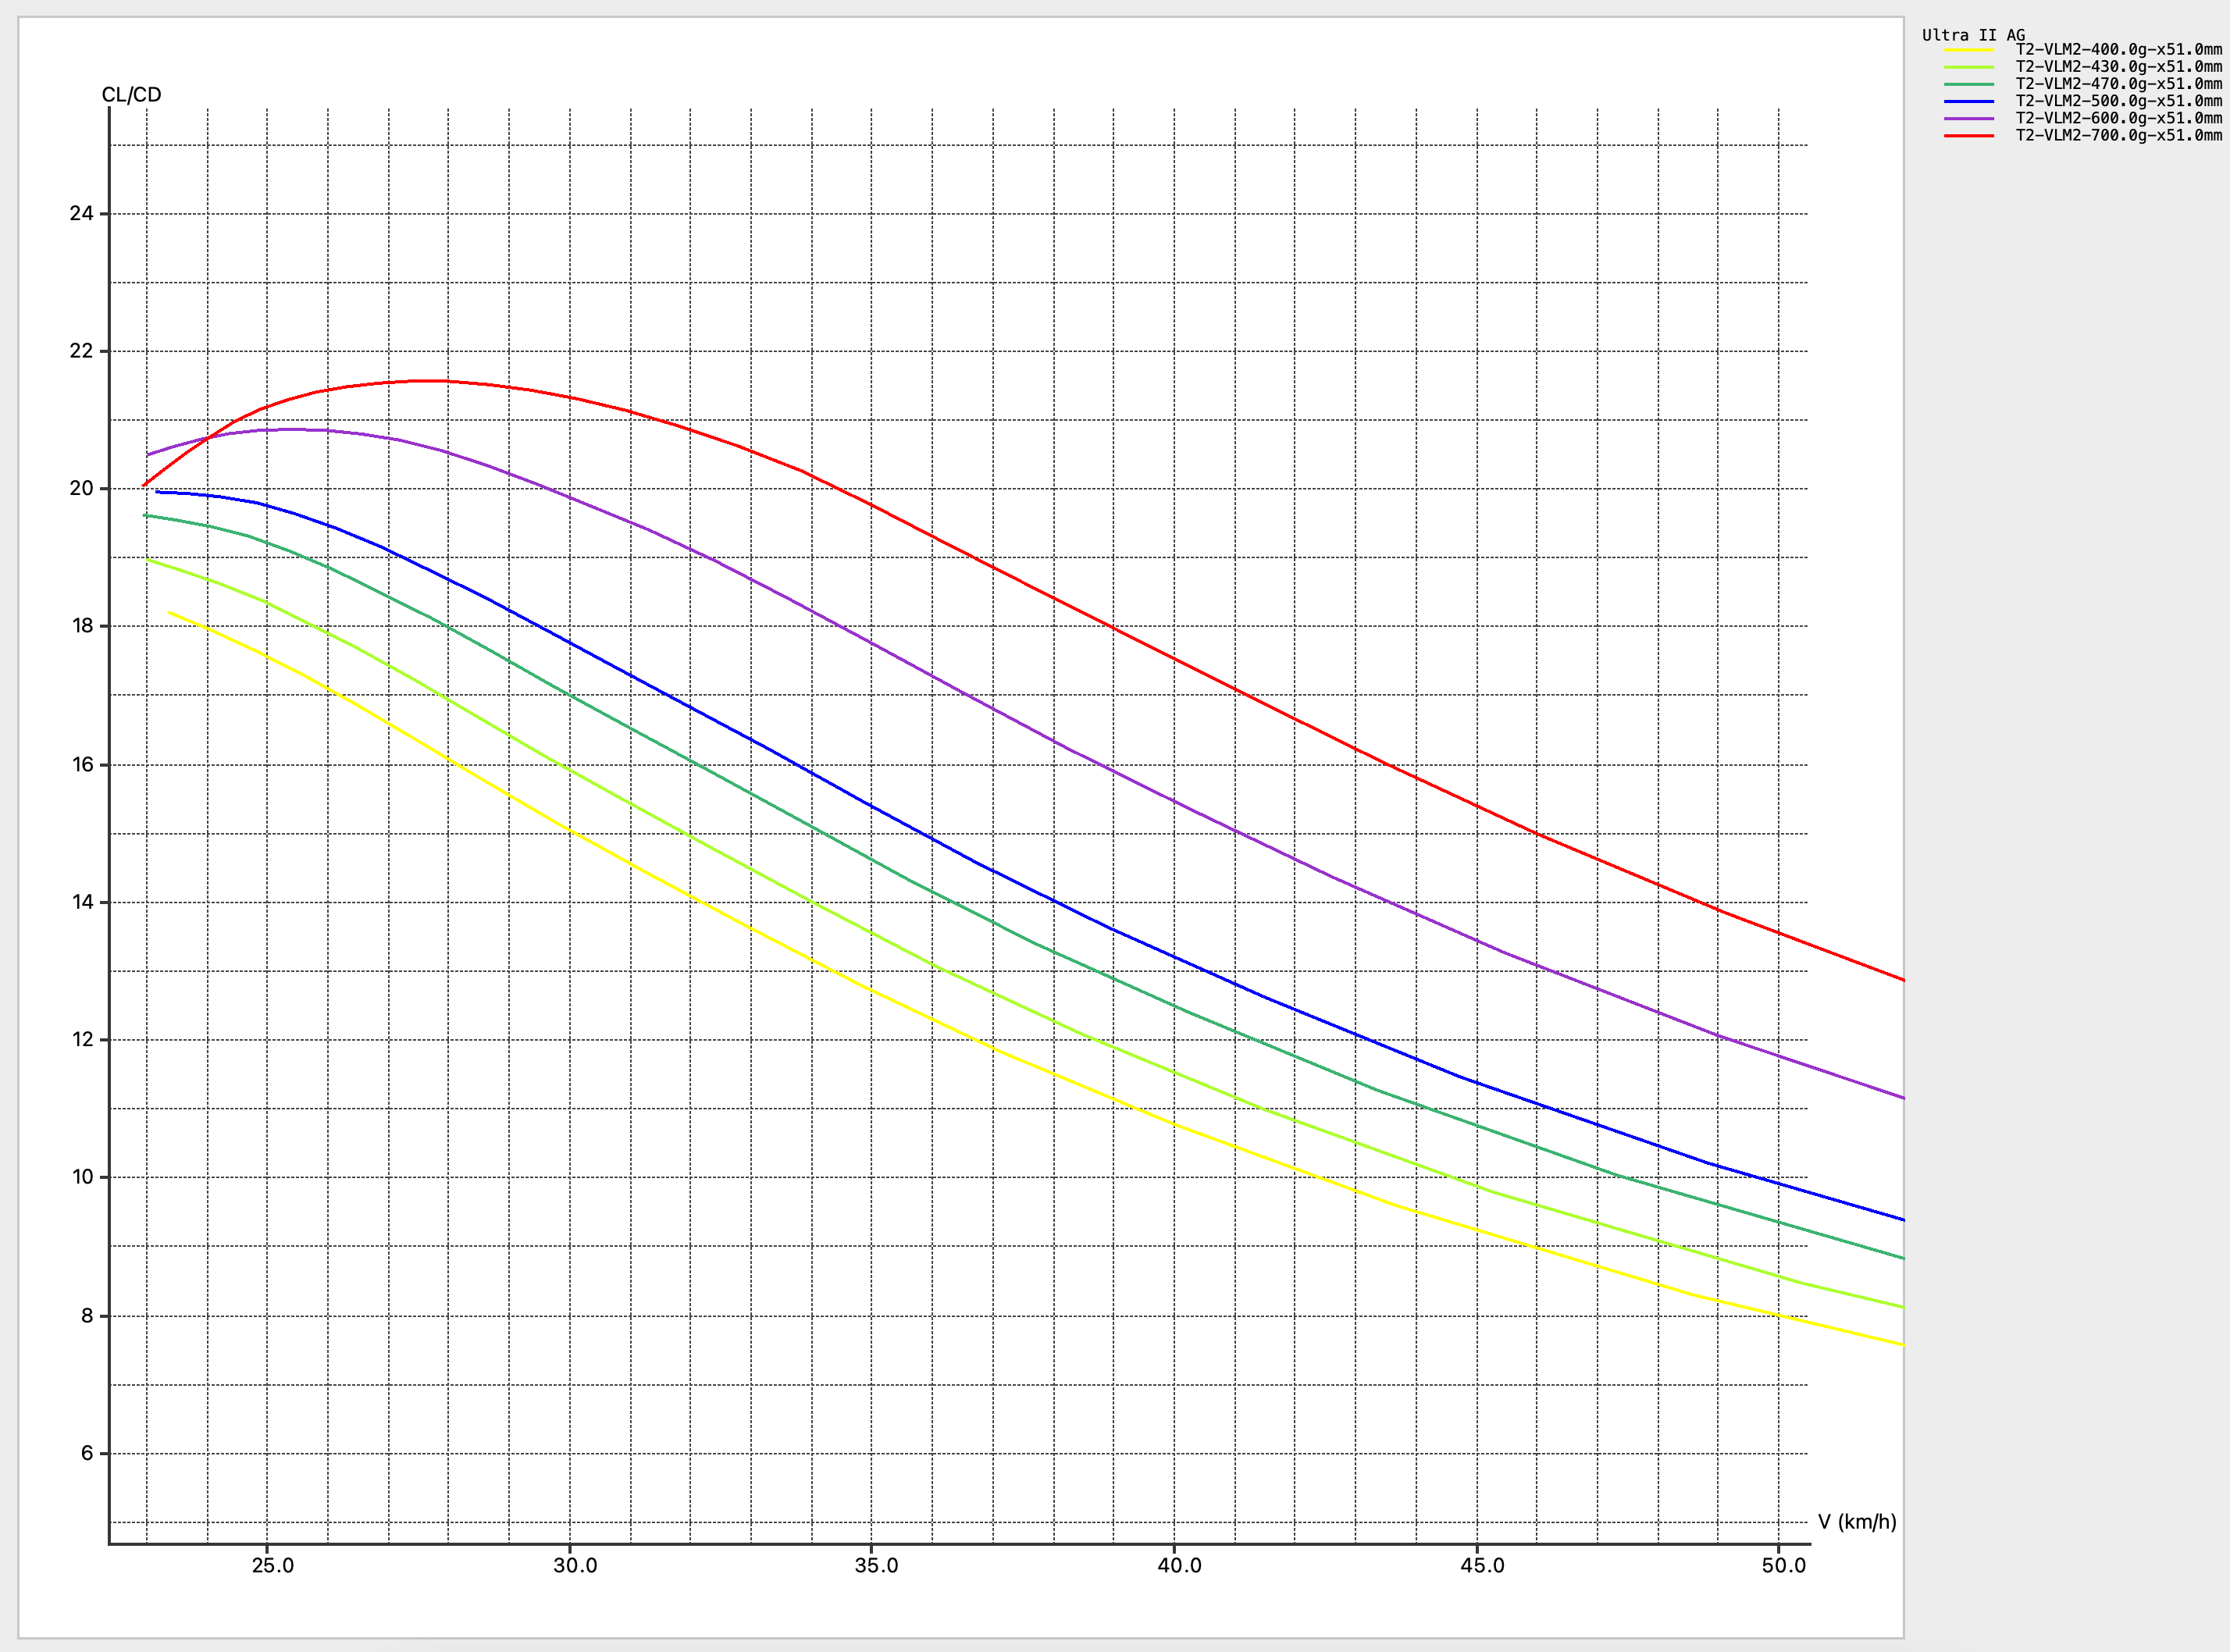 Ultra II AG
T2-VLM2-400.0g-x51.0mm
T2-VLM2-430.0g-x51.0mm
T2-VLM2-470.0g-x51.0mm
T2-VLM2-500.0g-x51.0mm
T2-VLM2-600.0g-x51.0mm
T2-VLM2-700.0g-x51.0mm
CL/CD
24
22
20
18
16
14
12
10
8
6
V (km/h)
25.0 30.0 35.0 40.0 45.0 50.0